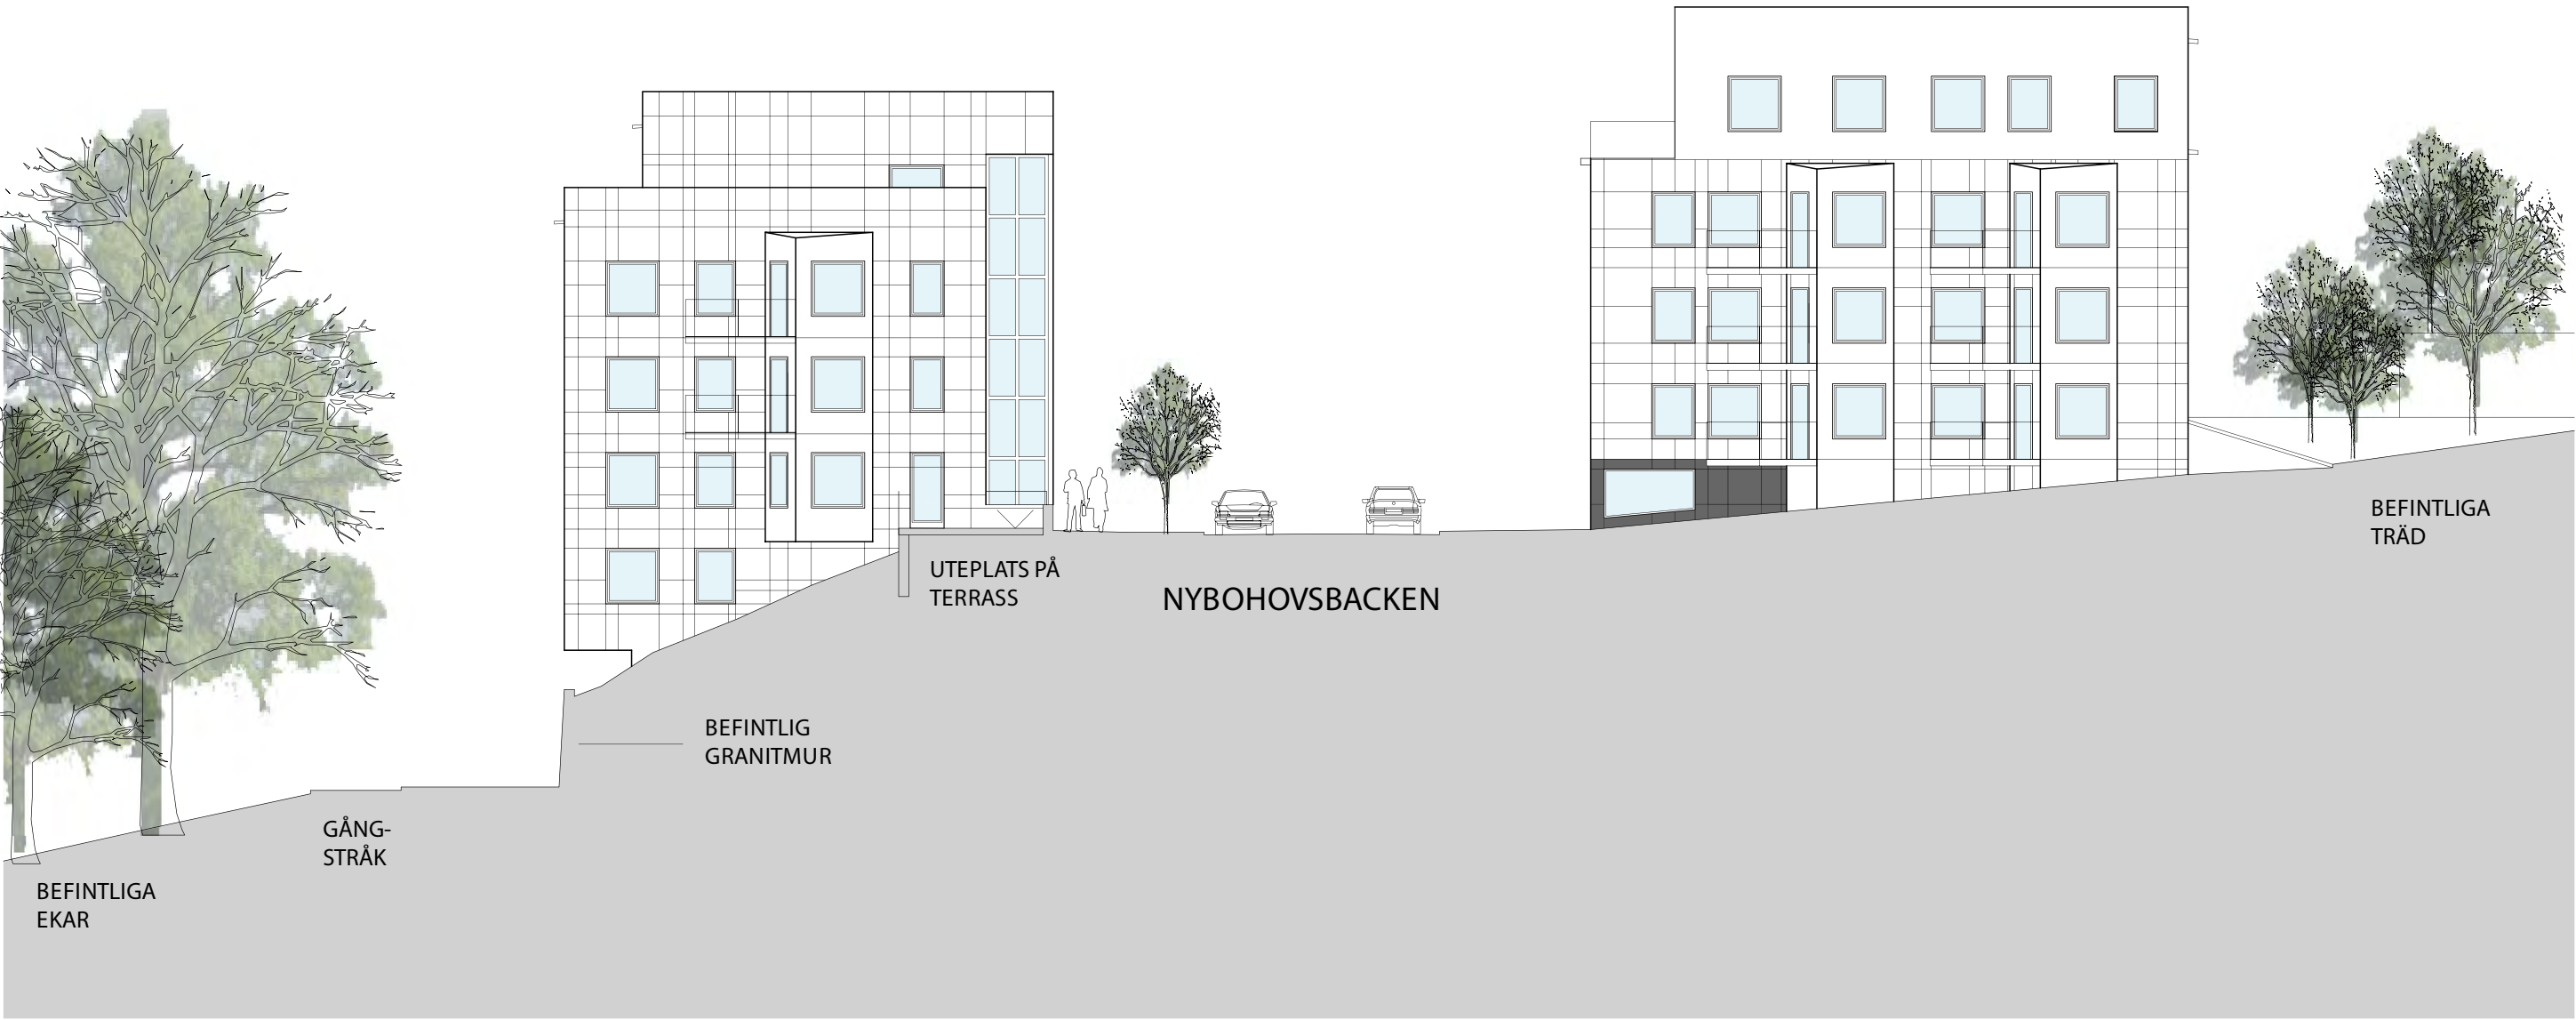 BEFINTLIGA
EKAR
GÅNG-
STRÅK
BEFINTLIG
GRANITMUR
UTEPLATS PÅ
TERRASS
NYBOHOVSBACKEN
BEFINTLIGA
TRÄD